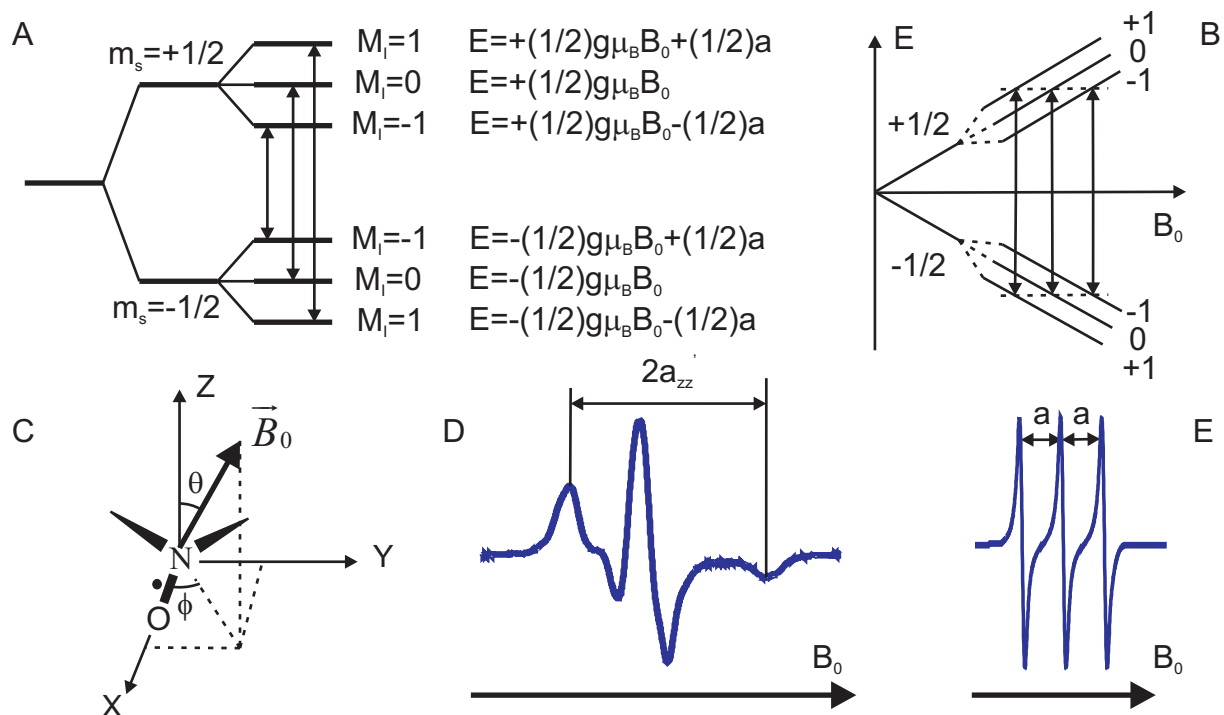 A
m_s=+1/2
M_I=1 E=+(1/2)gμ_BB_0+(1/2)a
M_I=0 E=+(1/2)gμ_BB_0
M_I=-1 E=+(1/2)gμ_BB_0-(1/2)a
M_I=-1 E=-(1/2)gμ_BB_0+(1/2)a
M_I=0 E=-(1/2)gμ_BB_0
m_s=-1/2
M_I=1 E=-(1/2)gμ_BB_0-(1/2)a
B
E
+1
0
-1
+1/2
B_0
-1/2
-1
0
+1
C
Z
B⃗_0
θ
N
Y
O
ϕ
X
D
2a_zz'
B_0
E
a a
B_0